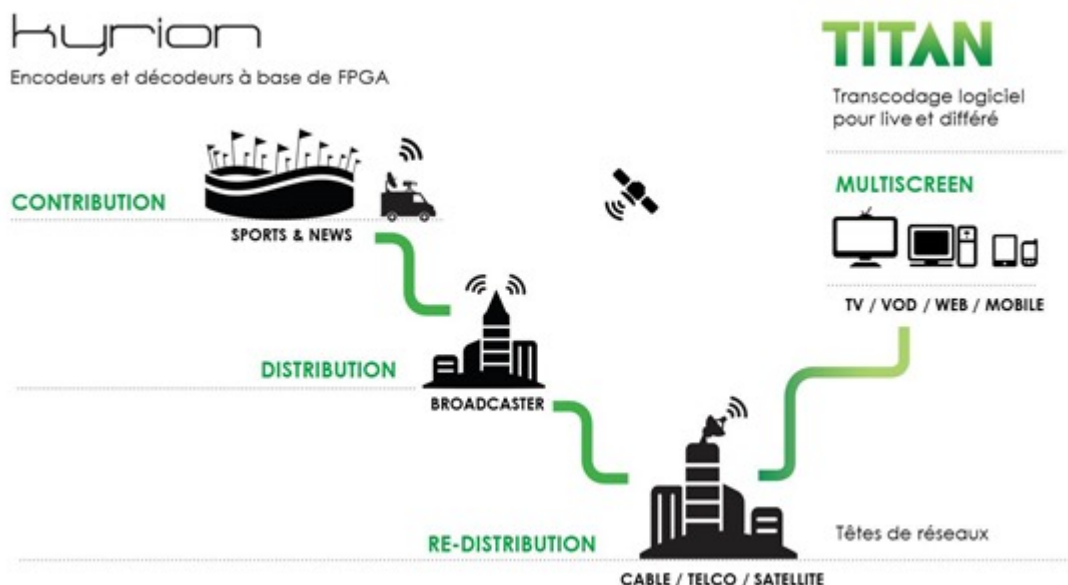 kyrion
Encodeurs et décodeurs à base de FPGA
TITAN
Transcodage logiciel
pour live et différé
CONTRIBUTION
SPORTS & NEWS
MULTISCREEN
TV / VOD / WEB / MOBILE
DISTRIBUTION
BROADCASTER
RE-DISTRIBUTION
Têtes de réseaux
CABLE / TELCO / SATELLITE